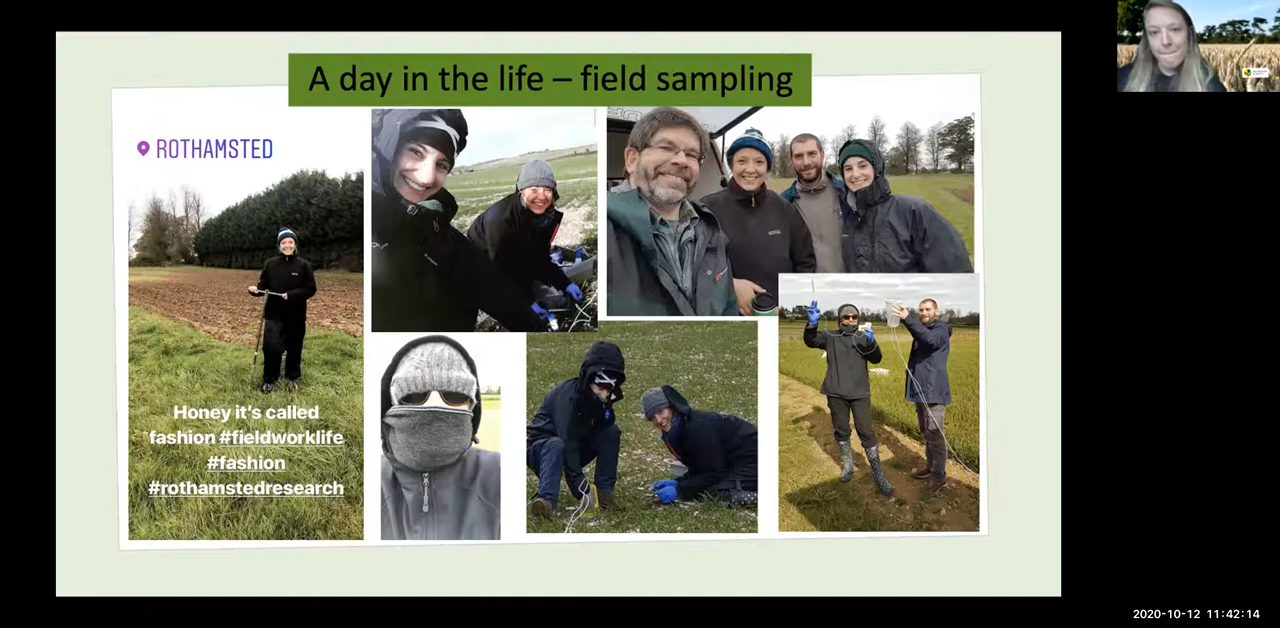 A day in the life – field sampling
ROTHAMSTED
Honey it's called
fashion #fieldworklife
#fashion
#rothamstedresearch
2020-10-12 11:42:14